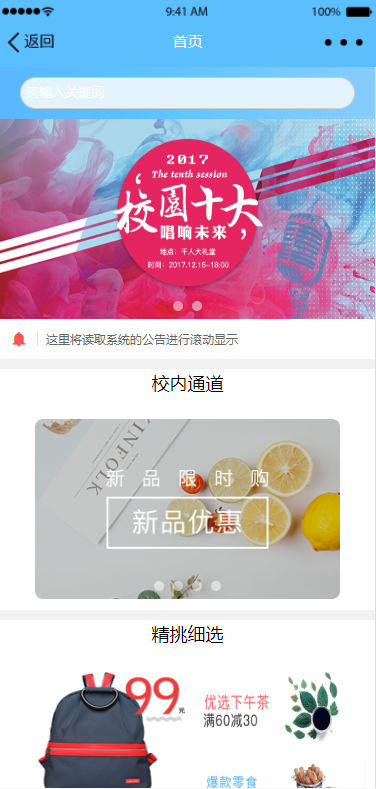 9:41 AM
100%
返回
首页
请输入关键词
2017
The tenth session
校園十大
唱响未来
地点：千人大礼堂
时间：2017.12.15-18:00
这里将读取系统的公告进行滚动显示
校内通道
INFOLK
新品限时购
新品优惠
精挑细选
99元
优选下午茶
满60减30
爆款零食